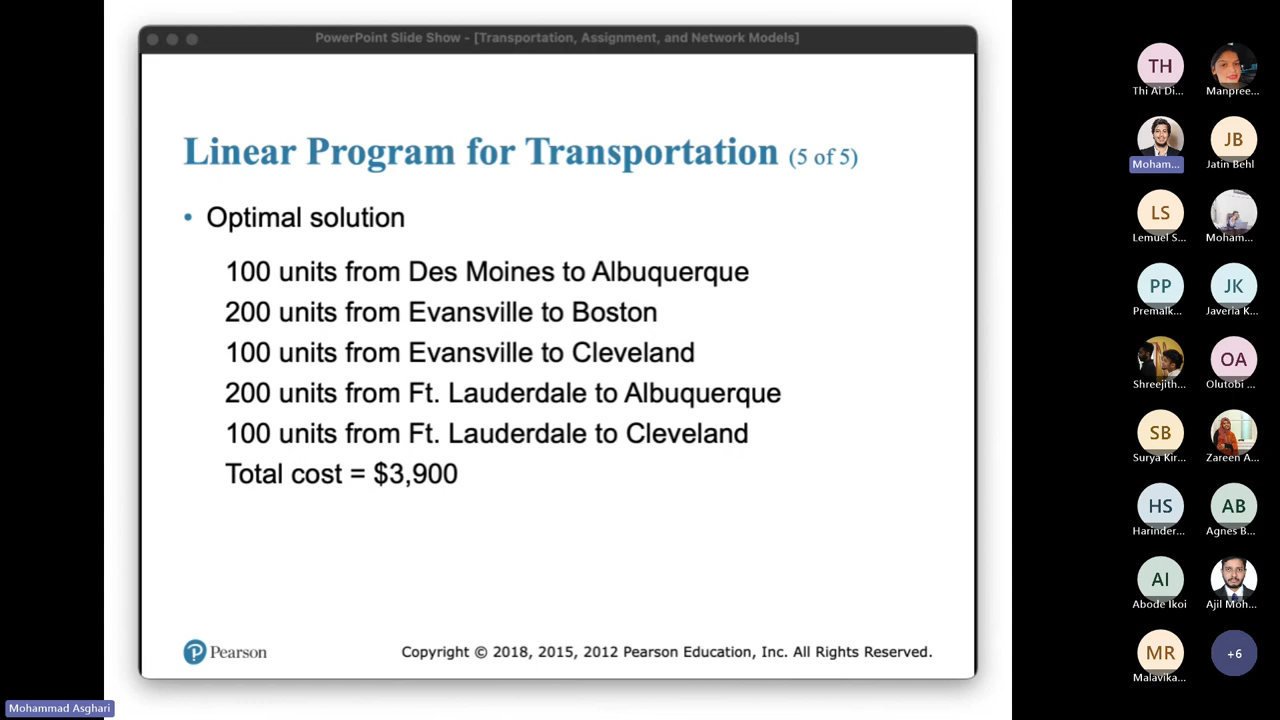 PowerPoint Slide Show - [Transportation, Assignment, and Network Models]
Linear Program for Transportation (5 of 5)
• Optimal solution
100 units from Des Moines to Albuquerque
200 units from Evansville to Boston
100 units from Evansville to Cleveland
200 units from Ft. Lauderdale to Albuquerque
100 units from Ft. Lauderdale to Cleveland
Total cost = $3,900
P Pearson
Copyright © 2018, 2015, 2012 Pearson Education, Inc. All Rights Reserved.
TH
Thi Ai Di...
Manpree...
Moham...
JB
Jatin Behl
LS
Lemuel S...
Moham...
PP
Premalk...
JK
Javeria K...
Shreejith...
OA
Olutobi ...
SB
Surya Kir...
Zareen A...
HS
Harinder...
AB
Agnes B...
AI
Abode Ikoi
Ajil Moh...
MR
Malavika...
+6
Mohammad Asghari